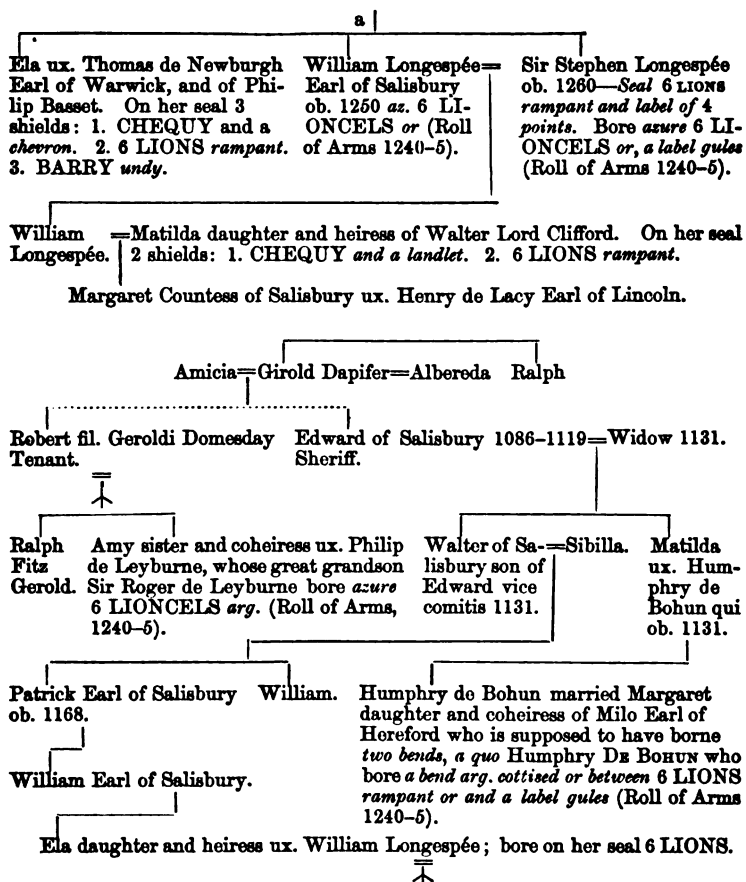 a
Ela ux. Thomas de Newburgh
Earl of Warwick, and of Phi-
lip Basset. On her seal 3
shields: 1. CHEQUY and a
chevron. 2. 6 LIONS rampant.
3. BARRY undy.
William Longespée=
Earl of Salisbury
ob. 1250 az. 6 LI-
ONCELS or (Roll
of Arms 1240–5).
Sir Stephen Longespée
ob. 1260—Seal 6 LIONS
rampant and label of 4
points. Bore azure 6 LI-
ONCELS or, a label gules
(Roll of Arms 1240–5).
William
Longespée.
=Matilda daughter and heiress of Walter Lord Clifford. On her seal
2 shields: 1. CHEQUY and a landlet. 2. 6 LIONS rampant.
Margaret Countess of Salisbury ux. Henry de Lacy Earl of Lincoln.
Amicia=Girold Dapifer=Albereda Ralph
Robert fil. Geroldi Domesday
Tenant.
=
Edward of Salisbury 1086–1119=Widow 1131.
Sheriff.
Ralph
Fitz
Gerold.
Amy sister and coheiress ux. Philip
de Leyburne, whose great grandson
Sir Roger de Leyburne bore azure
6 LIONCELS arg. (Roll of Arms,
1240–5).
Walter of Sa-=Sibilla.
lisbury son of
Edward vice
comitis 1131.
Matilda
ux. Hum-
phry de
Bohun qui
ob. 1131.
Patrick Earl of Salisbury
ob. 1168.
William.
Humphry de Bohun married Margaret
daughter and coheiress of Milo Earl of
Hereford who is supposed to have borne
two bends, a quo Humphry DE BOHUN who
bore a bend arg. cottised or between 6 LIONS
rampant or and a label gules (Roll of Arms
1240–5).
William Earl of Salisbury.
Ela daughter and heiress ux. William Longespée; bore on her seal 6 LIONS.
=